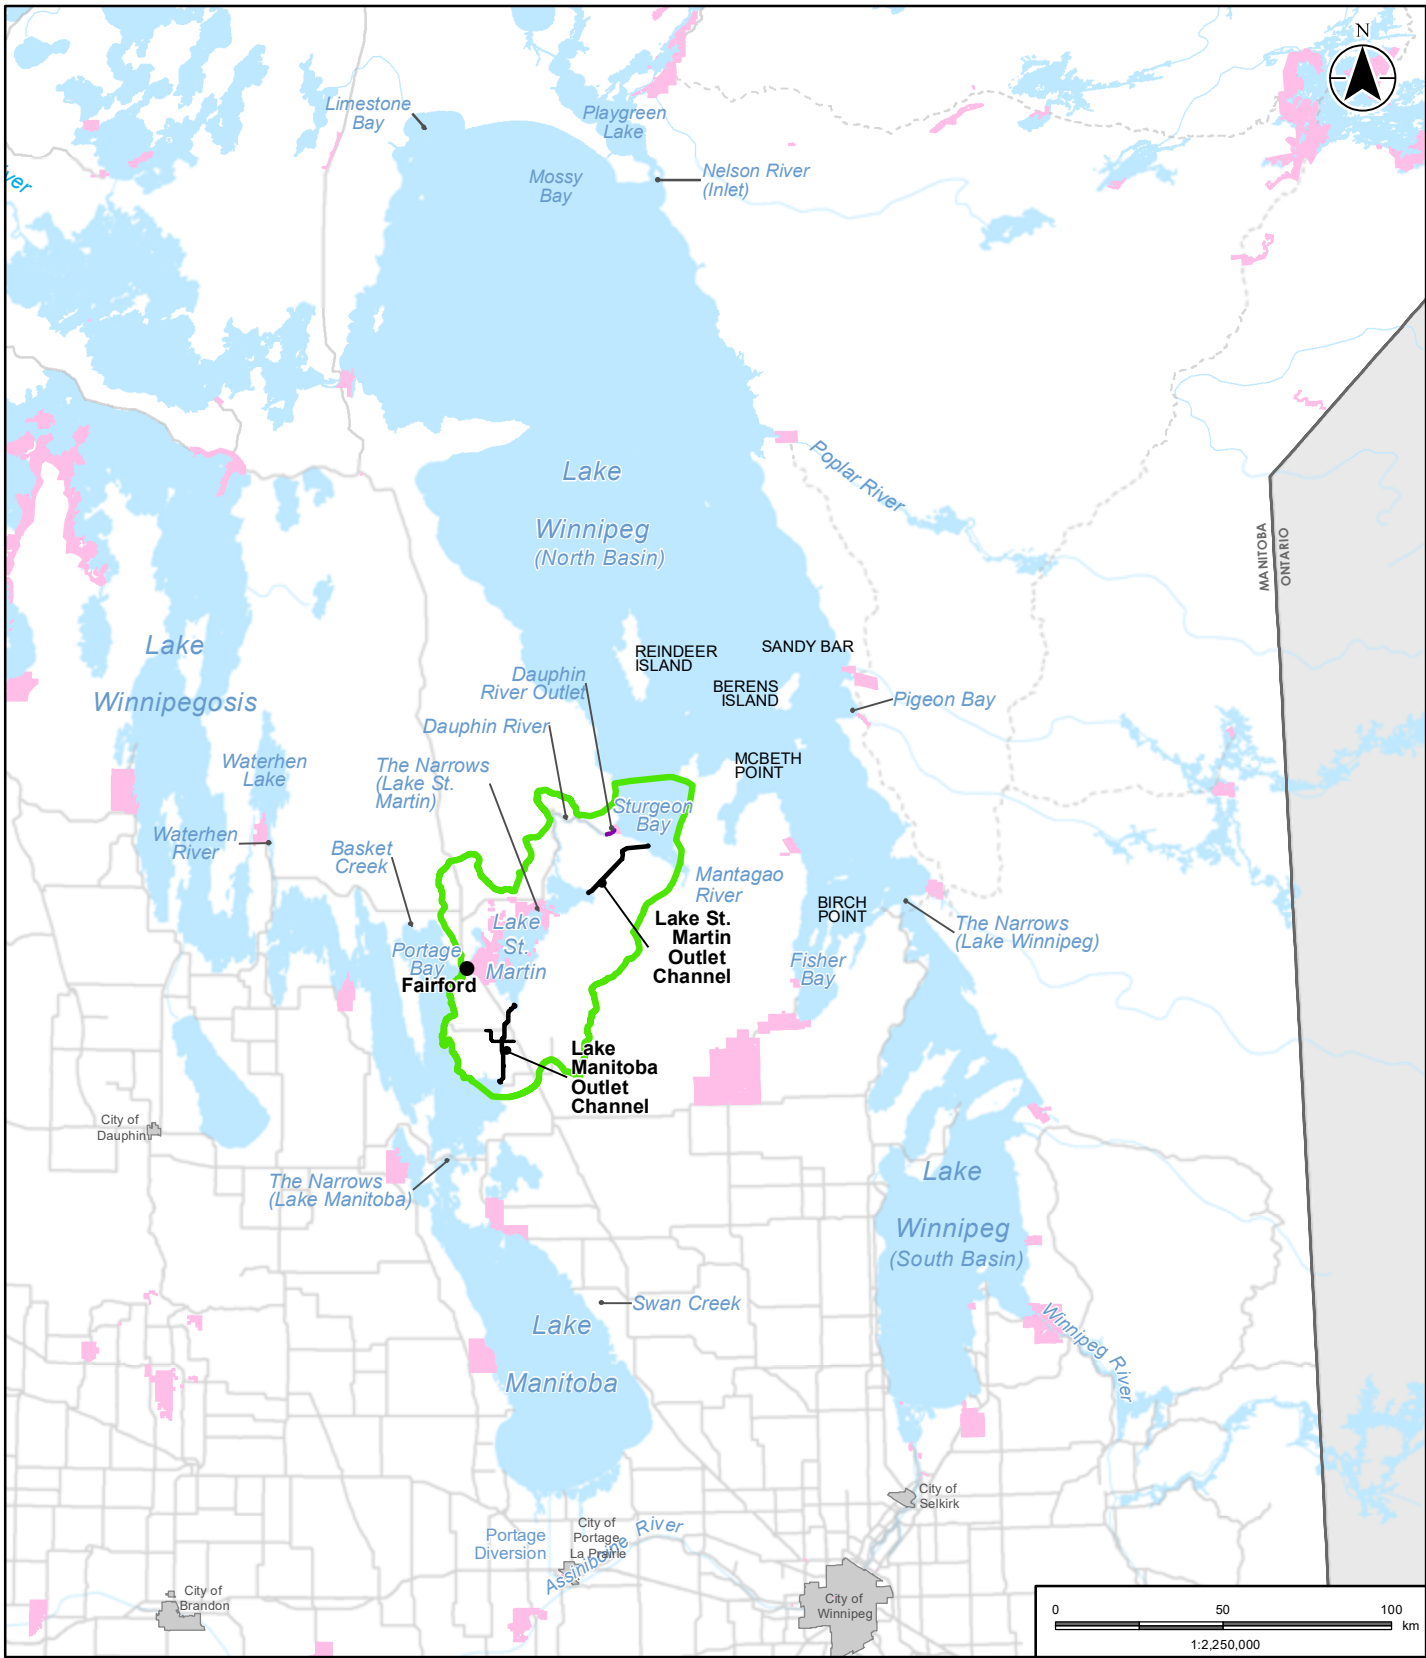 N
Limestone
Bay
Playgreen
Lake
Mossy
Bay
Nelson River
(Inlet)
ver
Poplar River
Lake
Winnipeg
(North Basin)
MANITOBA
ONTARIO
Lake
Winnipegosis
REINDEER
ISLAND
SANDY BAR
BERENS
ISLAND
Pigeon Bay
Dauphin
River Outlet
Dauphin River
MCBETH
POINT
Waterhen
Lake
The Narrows
(Lake St.
Martin)
Sturgeon
Bay
Waterhen
River
Basket
Creek
Mantagao
River
BIRCH
POINT
The Narrows
(Lake Winnipeg)
Lake St.
Martin
Outlet
Channel
Lake
St.
Martin
Portage
Bay
Fairford
Fisher
Bay
Lake
Manitoba
Outlet
Channel
City of
Dauphin
The Narrows
(Lake Manitoba)
Lake
Winnipeg
(South Basin)
Swan Creek
Winnipeg River
Lake
Manitoba
City of
Selkirk
Portage
Diversion
City of
Portage
La Prairie
Assiniboine River
City of
Brandon
City of
Winnipeg
0 50 100
km
1:2,250,000